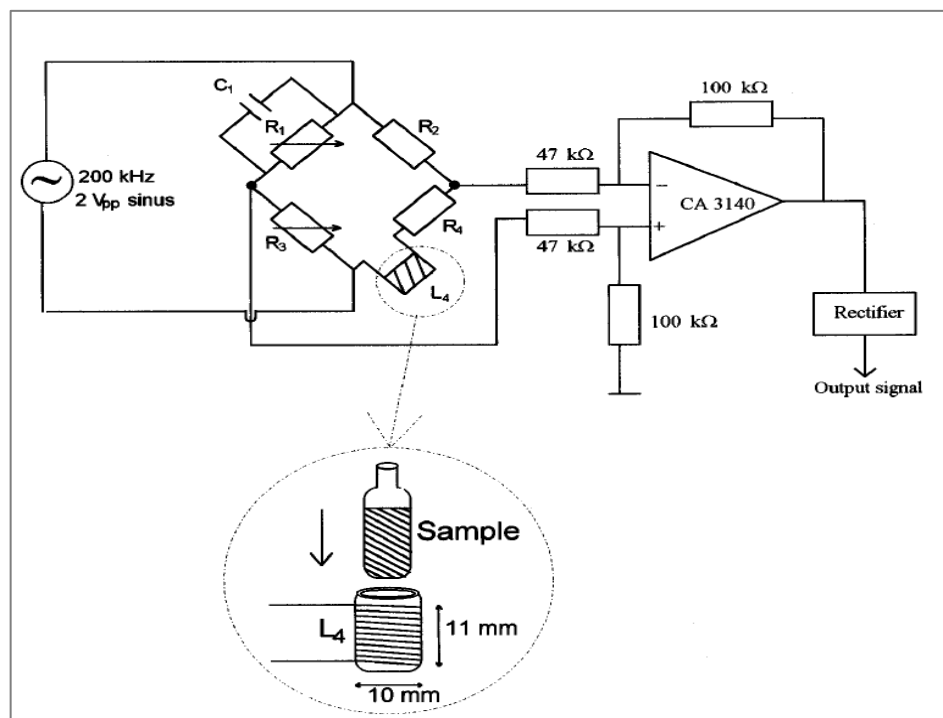 C₁
R₁
R₂
100 kΩ
200 kHz
2 Vpp sinus
47 kΩ
−
CA 3140
R₃
R₄
47 kΩ
+
L₄
100 kΩ
Rectifier
Output signal
Sample
L₄
11 mm
10 mm